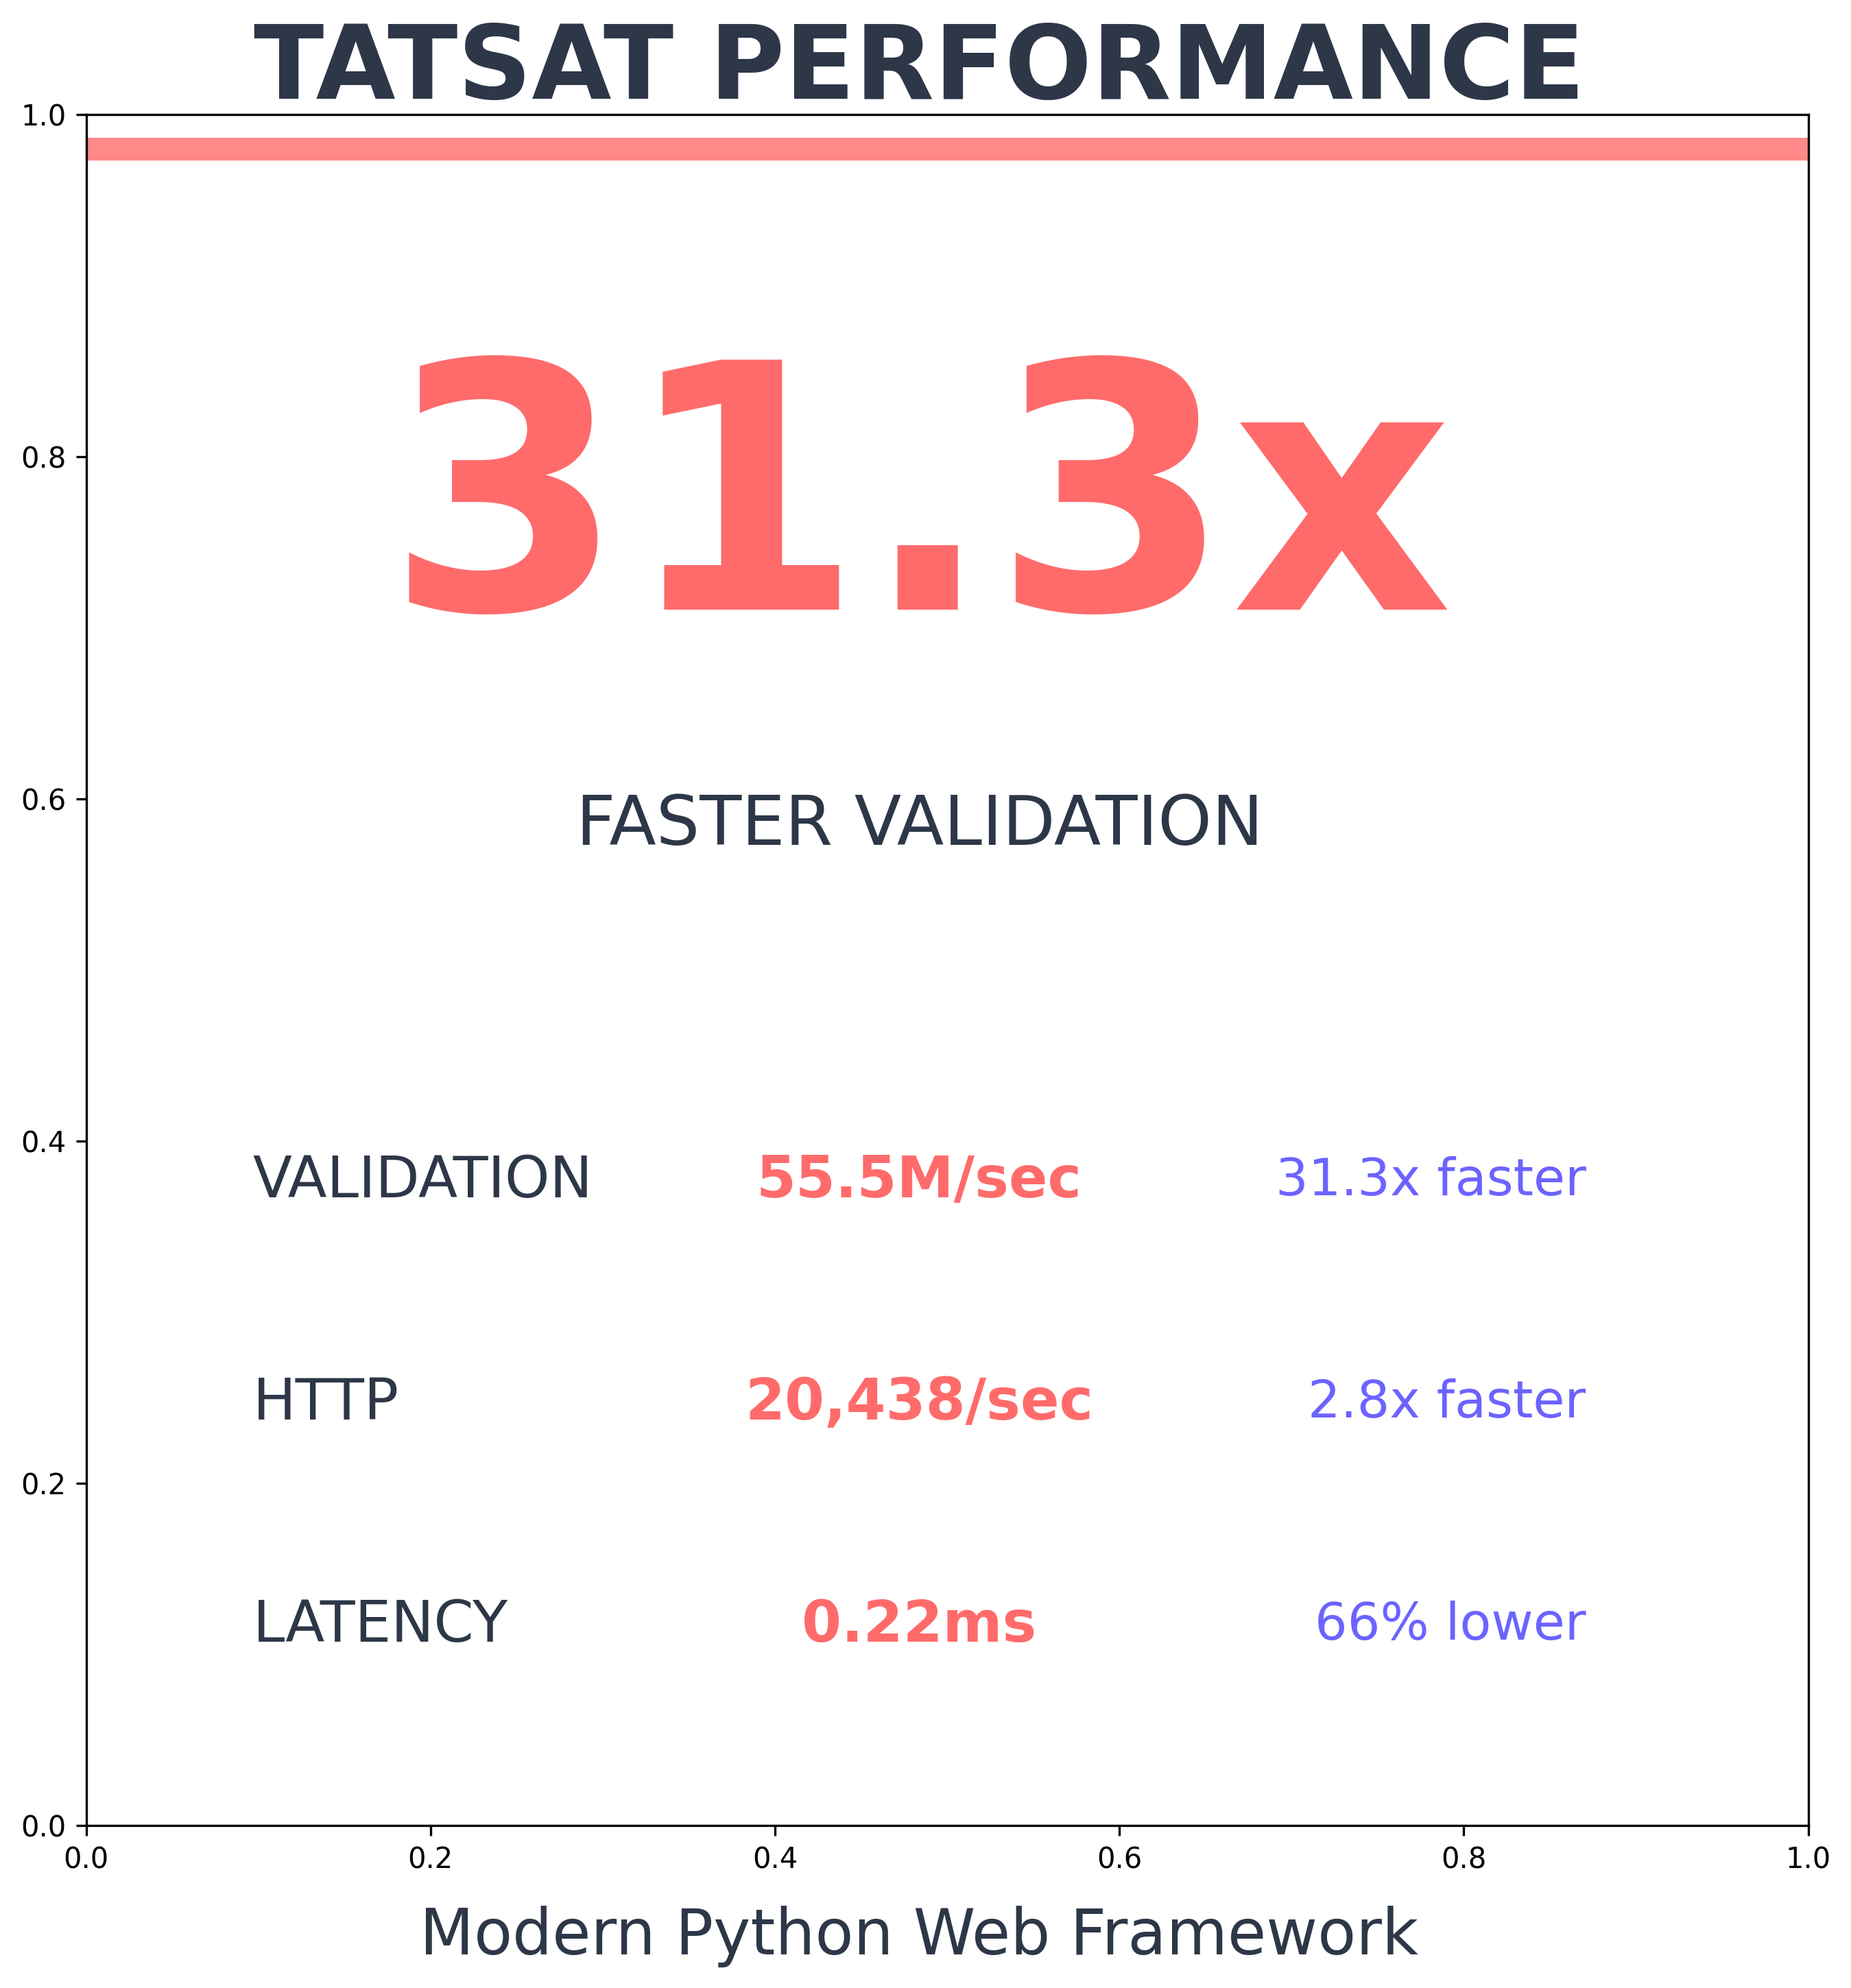 TATSAT PERFORMANCE
1.0
0.8
31.3x
0.6
FASTER VALIDATION
0.4
VALIDATION 55.5M/sec 31.3x faster
HTTP 20,438/sec 2.8x faster
0.2
LATENCY 0.22ms 66% lower
0.0
0.0 0.2 0.4 0.6 0.8 1.0
Modern Python Web Framework